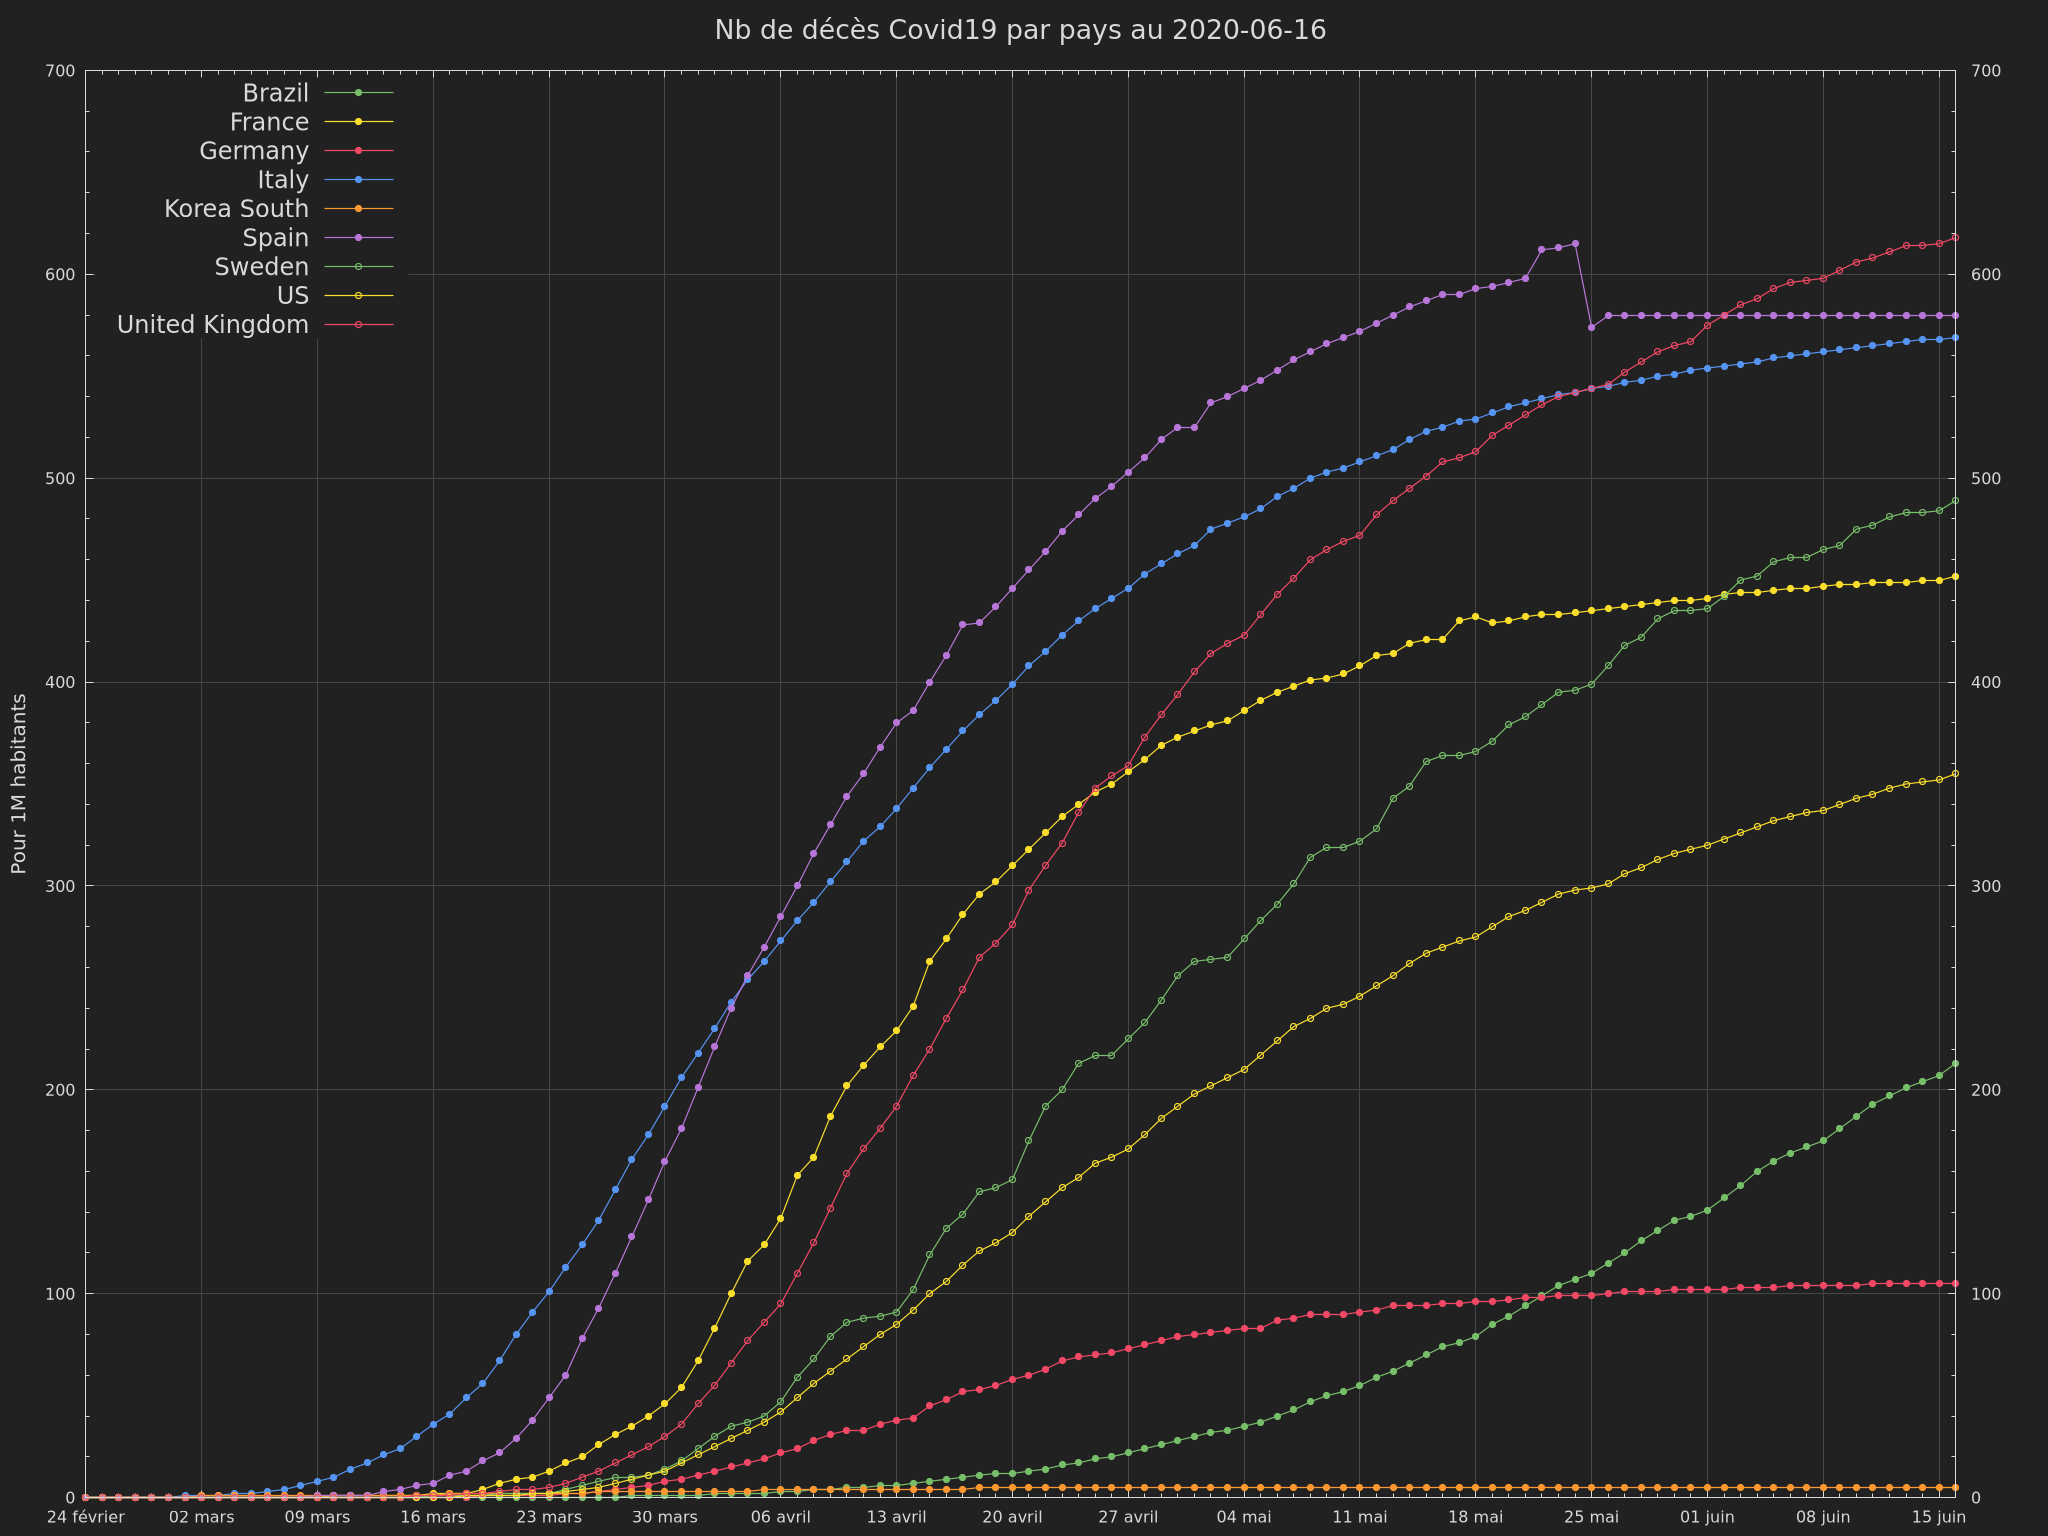 Nb de décès Covid19 par pays au 2020-06-16
700 700
Brazil
France
Germany
Italy
Korea South
Spain
Sweden
US
United Kingdom
600 600
500 500
400 400
300 300
200 200
100 100
0 0
Pour 1M habitants
24 février 02 mars 09 mars 16 mars 23 mars 30 mars 06 avril 13 avril 20 avril 27 avril 04 mai 11 mai 18 mai 25 mai 01 juin 08 juin 15 juin